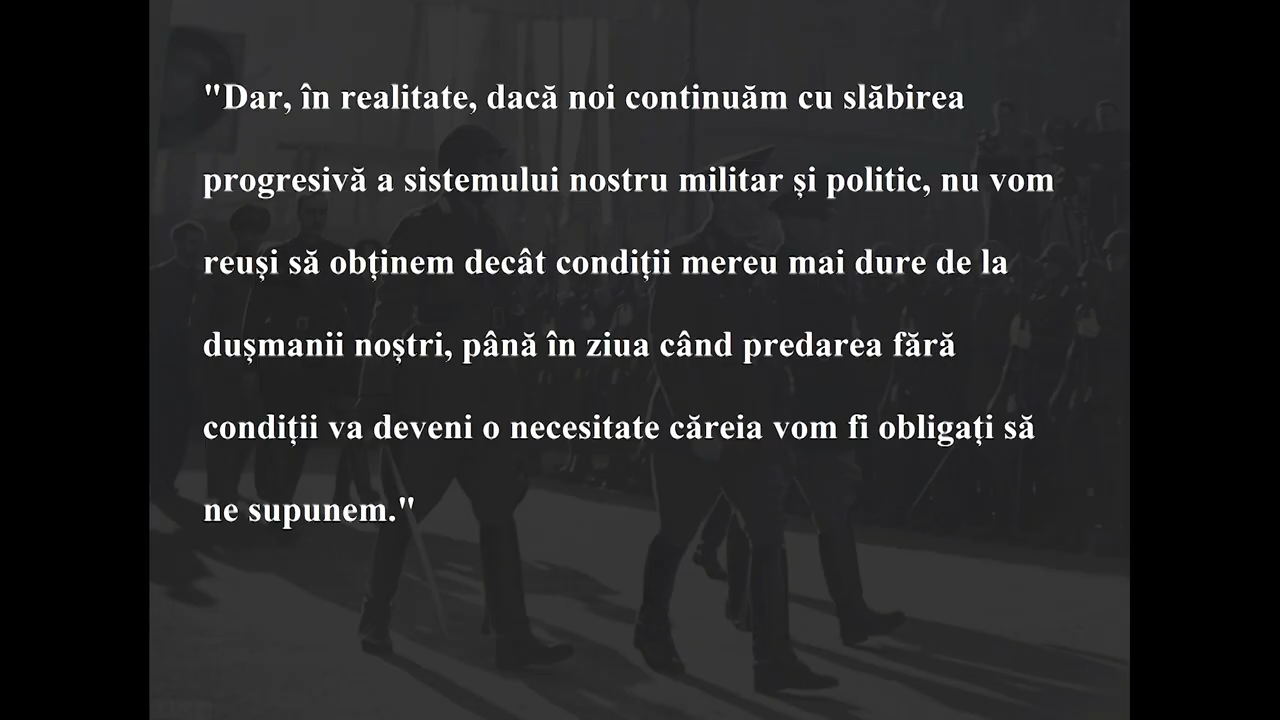 "Dar, în realitate, dacă noi continuăm cu slăbirea
progresivă a sistemului nostru militar și politic, nu vom
reuși să obținem decât condiții mereu mai dure de la
dușmanii noștri, până în ziua când predarea fără
condiții va deveni o necesitate căreia vom fi obligați să
ne supunem."